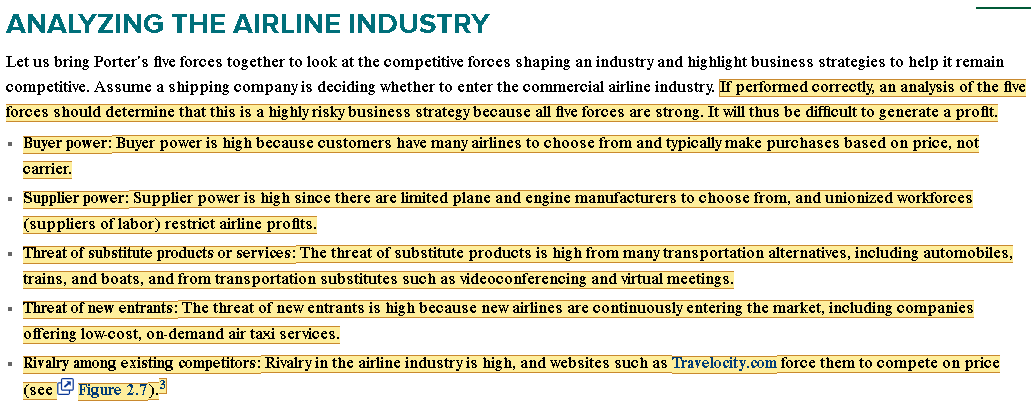 ANALYZING THE AIRLINE INDUSTRY
Let us bring Porter's five forces together to look at the competitive forces shaping an industry and highlight business strategies to help it remain
competitive. Assume a shipping company is deciding whether to enter the commercial airline industry. If performed correctly, an analysis of the five
forces should determine that this is a highly risky business strategy because all five forces are strong. It will thus be difficult to generate a profit.
▪ Buyer power: Buyer power is high because customers have many airlines to choose from and typically make purchases based on price, not
carrier.
▪ Supplier power: Supplier power is high since there are limited plane and engine manufacturers to choose from, and unionized workforces
(suppliers of labor) restrict airline profits.
▪ Threat of substitute products or services: The threat of substitute products is high from many transportation alternatives, including automobiles,
trains, and boats, and from transportation substitutes such as videoconferencing and virtual meetings.
▪ Threat of new entrants: The threat of new entrants is high because new airlines are continuously entering the market, including companies
offering low-cost, on-demand air taxi services.
▪ Rivalry among existing competitors: Rivalry in the airline industry is high, and websites such as Travelocity.com force them to compete on price
(see Figure 2.7).3